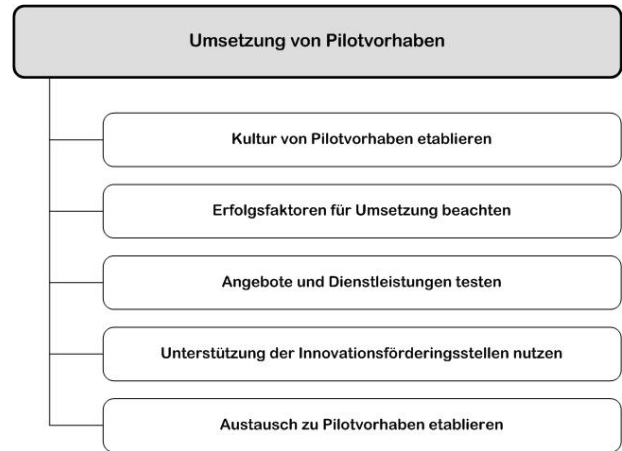 Umsetzung von Pilotvorhaben
Kultur von Pilotvorhaben etablieren
Erfolgsfaktoren für Umsetzung beachten
Angebote und Dienstleistungen testen
Unterstützung der Innovationsförderingsstellen nutzen
Austausch zu Pilotvorhaben etablieren